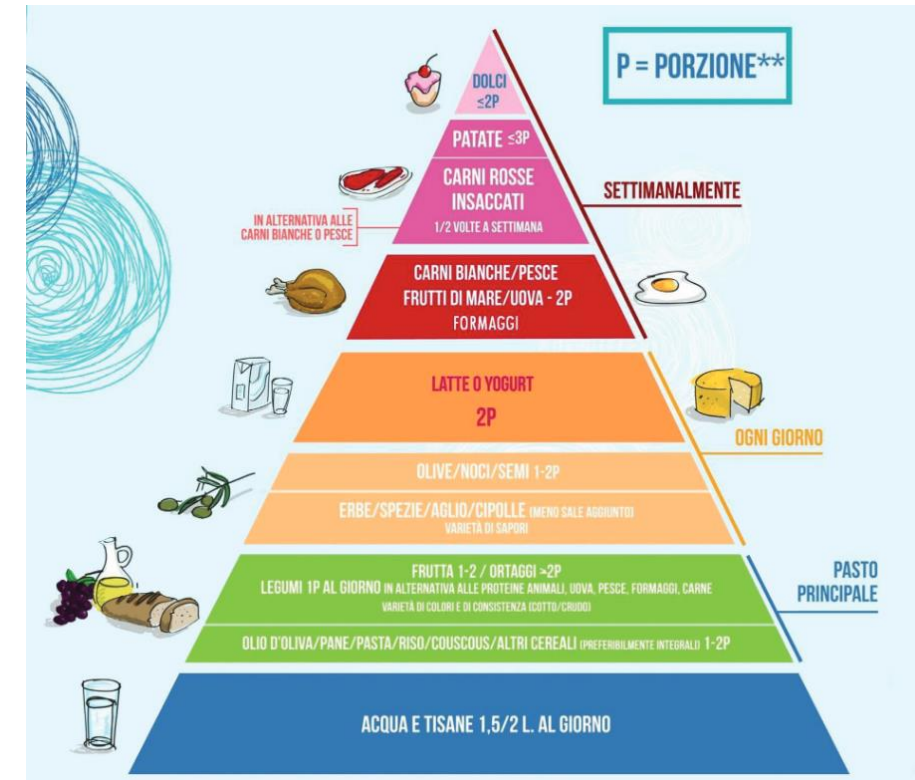 P = PORZIONE**
DOLCI
≤2P
PATATE ≤3P
CARNI ROSSE
INSACCATI
1/2 VOLTE A SETTIMANA
SETTIMANALMENTE
IN ALTERNATIVA ALLE
CARNI BIANCHE O PESCE
CARNI BIANCHE/PESCE
FRUTTI DI MARE/UOVA - 2P
FORMAGGI
LATTE O YOGURT
2P
OGNI GIORNO
OLIVE/NOCI/SEMI 1-2P
ERBE/SPEZIE/AGLIO/CIPOLLE (MENO SALE AGGIUNTO)
VARIETÀ DI SAPORI
FRUTTA 1-2 / ORTAGGI >2P
LEGUMI 1P AL GIORNO IN ALTERNATIVA ALLE PROTEINE ANIMALI, UOVA, PESCE, FORMAGGI, CARNE
VARIETÀ DI COLORI E DI CONSISTENZA (COTTO/CRUDO)
PASTO
PRINCIPALE
OLIO D'OLIVA/PANE/PASTA/RISO/COUSCOUS/ALTRI CEREALI (PREFERIBILMENTE INTEGRALI) 1-2P
ACQUA E TISANE 1,5/2 L. AL GIORNO